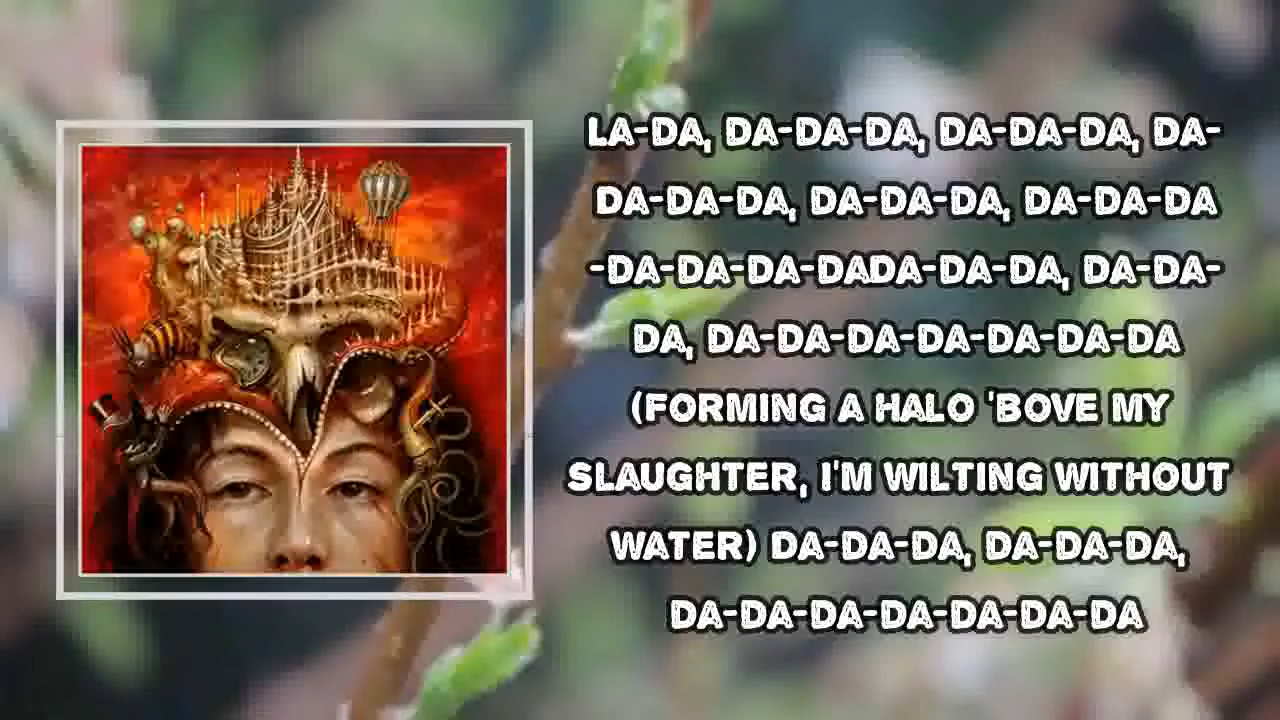 LA-DA, DA-DA-DA, DA-DA-DA, DA-
DA-DA-DA, DA-DA-DA, DA-DA-DA
-DA-DA-DA-DADA-DA-DA, DA-DA-
DA, DA-DA-DA-DA-DA-DA-DA
(FORMING A HALO 'BOVE MY
SLAUGHTER, I'M WILTING WITHOUT
WATER) DA-DA-DA, DA-DA-DA,
DA-DA-DA-DA-DA-DA-DA